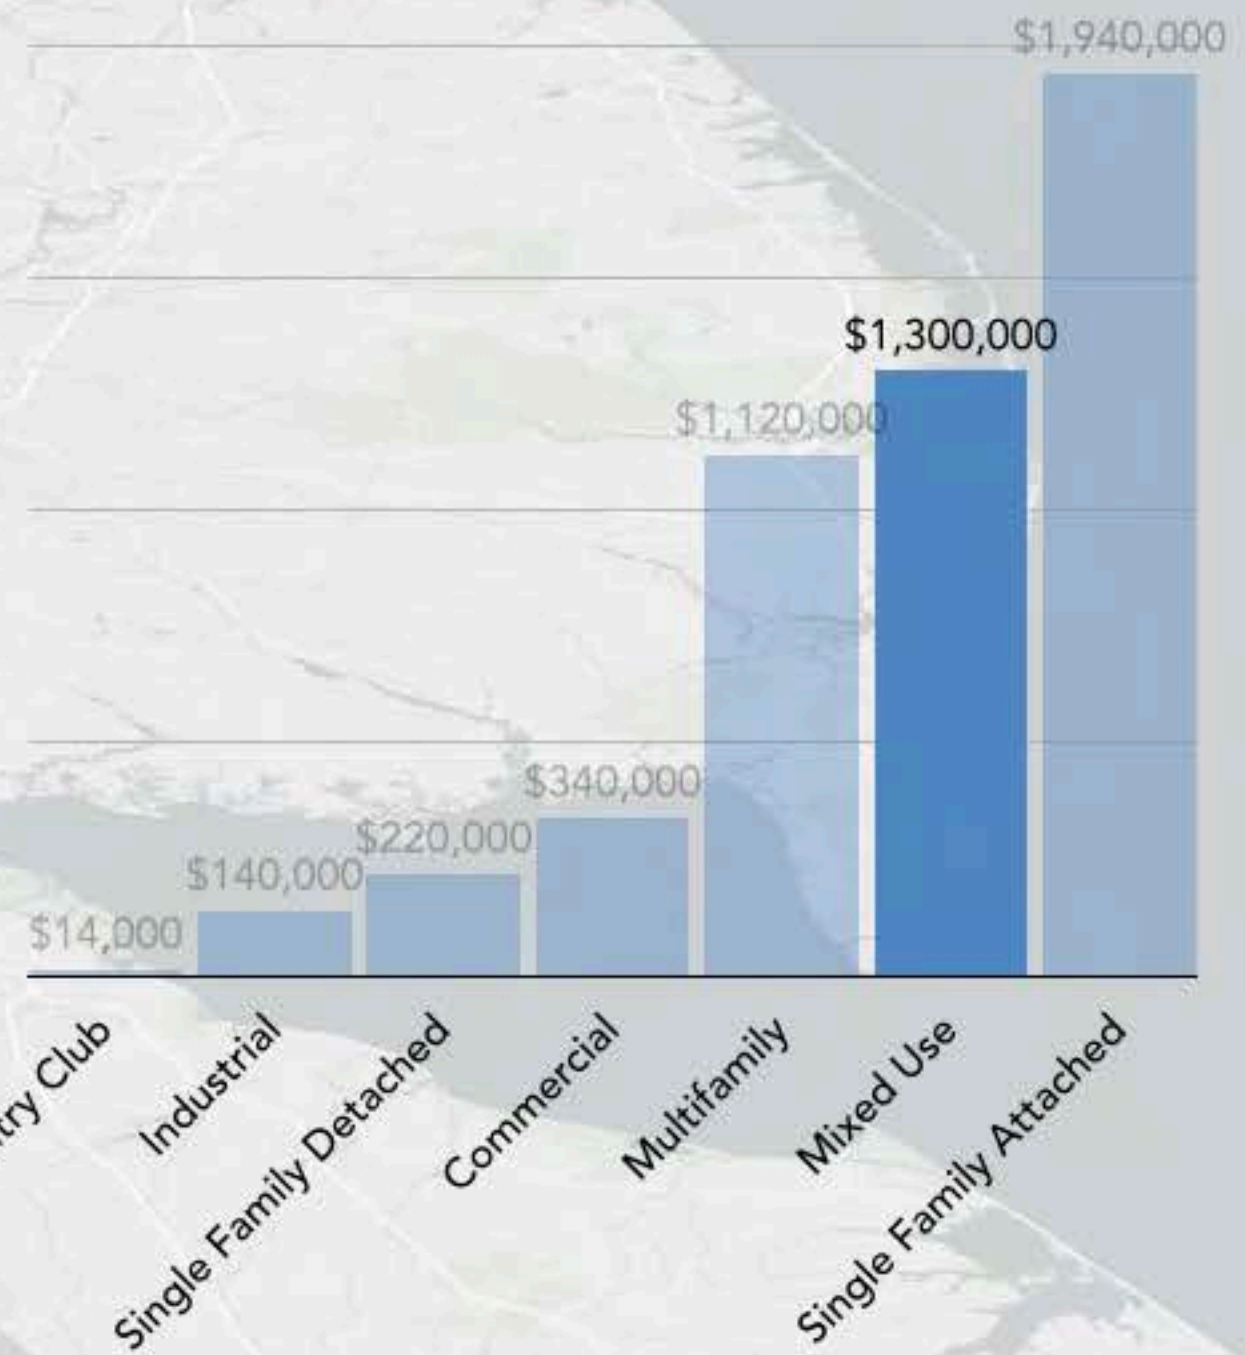 $1,940,000
$1,300,000
$1,120,000
$340,000
$220,000
$140,000
$14,000
Club
Industrial
Single Family Detached
Commercial
Multifamily
Mixed Use
Single Family Attached